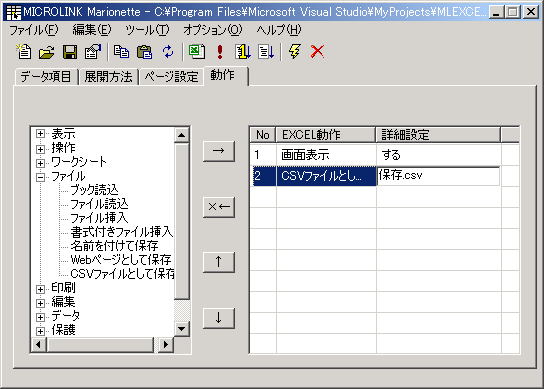 MICROLINK Marionette - C:¥Program Files¥Microsoft Visual Studio¥MyProjects¥MLEXCE...
ファイル(F) 編集(E) ツール(T) オプション(O) ヘルプ(H)
データ項目 展開方法 ページ設定 動作
表示
操作
ワークシート
ファイル
ブック読込
ファイル読込
ファイル挿入
書式付きファイル挿入
名前を付けて保存
Webページとして保存
CSVファイルとして保存
印刷
編集
データ
保護
→
×←
↑
↓
No EXCEL動作 詳細設定
1 画面表示 する
2 CSVファイルとし... 保存.csv